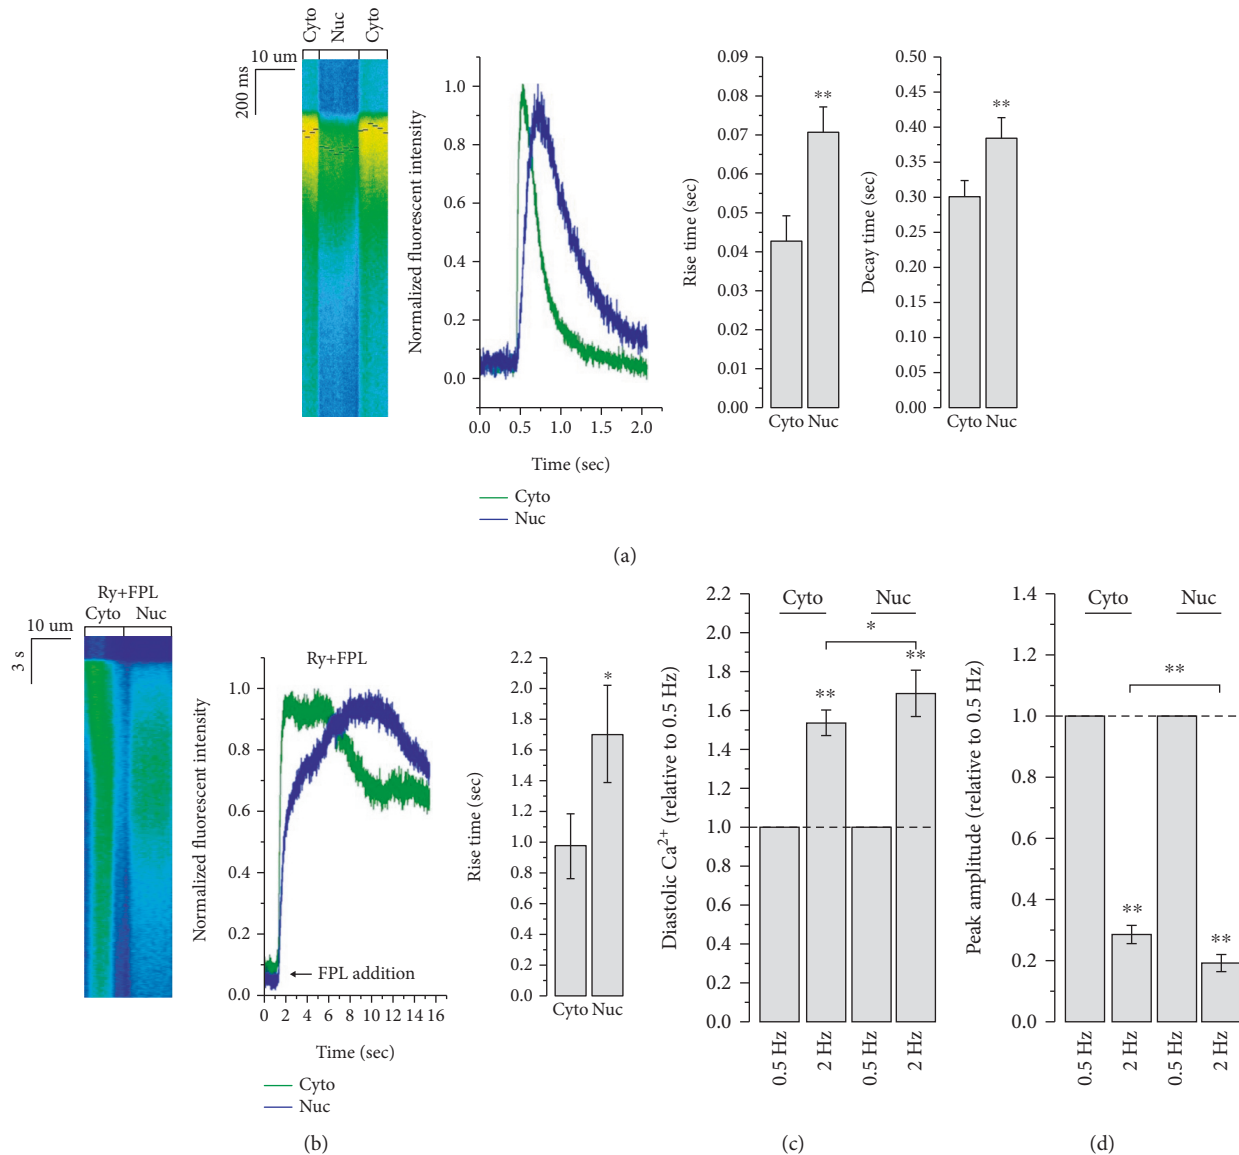 Cyto Nuc Cyto
10 um
200 ms
Normalized fluorescent intensity
1.0
0.8
0.6
0.4
0.2
0.0
0.0 0.5 1.0 1.5 2.0
Time (sec)
Cyto
Nuc
Rise time (sec)
0.09
0.08
0.07
0.06
0.05
0.04
0.03
0.02
0.01
0.00
**
Cyto Nuc
Decay time (sec)
0.50
0.45
0.40
0.35
0.30
0.25
0.20
0.15
0.10
0.05
0.00
**
Cyto Nuc
(a)
Ry+FPL
Cyto Nuc
10 um
3 s
Normalized fluorescent intensity
Ry+FPL
1.0
0.8
0.6
0.4
0.2
0.0
FPL addition
0 2 4 6 8 10 12 14 16
Time (sec)
Cyto
Nuc
Rise time (sec)
2.2
2.0
1.8
1.6
1.4
1.2
1.0
0.8
0.6
0.4
0.2
0.0
*
Cyto Nuc
(b)
Diastolic Ca²⁺ (relative to 0.5 Hz)
2.2
2.0
1.8
1.6
1.4
1.2
1.0
0.8
0.6
0.4
0.2
0.0
Cyto Nuc
*
**
**
0.5 Hz 2 Hz 0.5 Hz 2 Hz
(c)
Peak amplitude (relative to 0.5 Hz)
1.4
1.2
1.0
0.8
0.6
0.4
0.2
0.0
Cyto Nuc
**
**
**
0.5 Hz 2 Hz 0.5 Hz 2 Hz
(d)